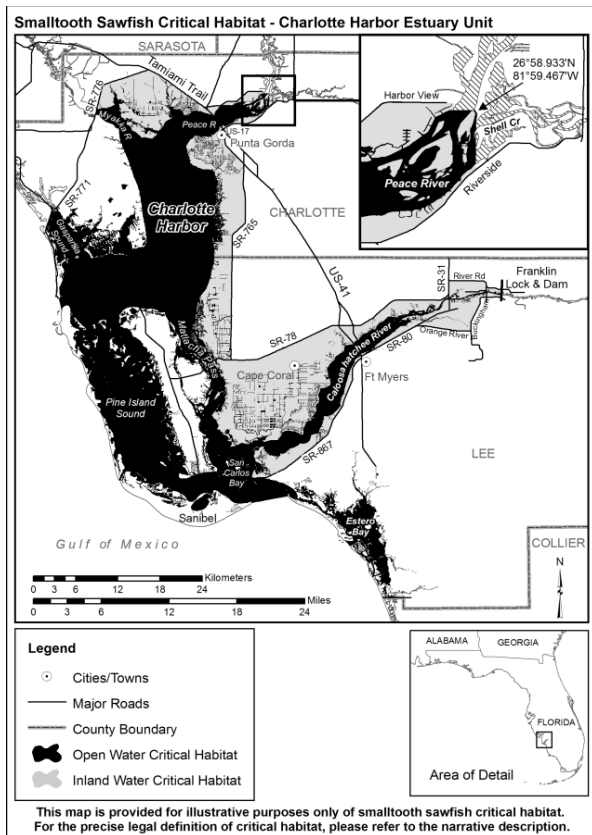 Smalltooth Sawfish Critical Habitat - Charlotte Harbor Estuary Unit
SARASOTA
Tamiami Trail
SR-776
Myakka R
Peace R
US-17
Punta Gorda
26°58.933'N
81°59.467'W
Harbor View
Shell Cr
Peace River
Riverside
SR-771
Gasparilla Sound
Charlotte
Harbor
CHARLOTTE
SR-765
US-41
SR-31
River Rd
Franklin
Lock & Dam
Buckingham
Orange River
SR-80
SR-78
Matlacha Pass
Cape Coral
Caloosahatchee River
Ft Myers
Pine Island
Sound
SR-867
San
Carlos
Bay
LEE
Sanibel
Estero
Bay
Gulf of Mexico
COLLIER
N
Kilometers
0 3 6 12 18 24
Miles
0 3 6 12 18 24
Legend
Cities/Towns
Major Roads
County Boundary
Open Water Critical Habitat
Inland Water Critical Habitat
ALABAMA
GEORGIA
FLORIDA
Area of Detail
This map is provided for illustrative purposes only of smalltooth sawfish critical habitat.
For the precise legal definition of critical habitat, please refer to the narrative description.